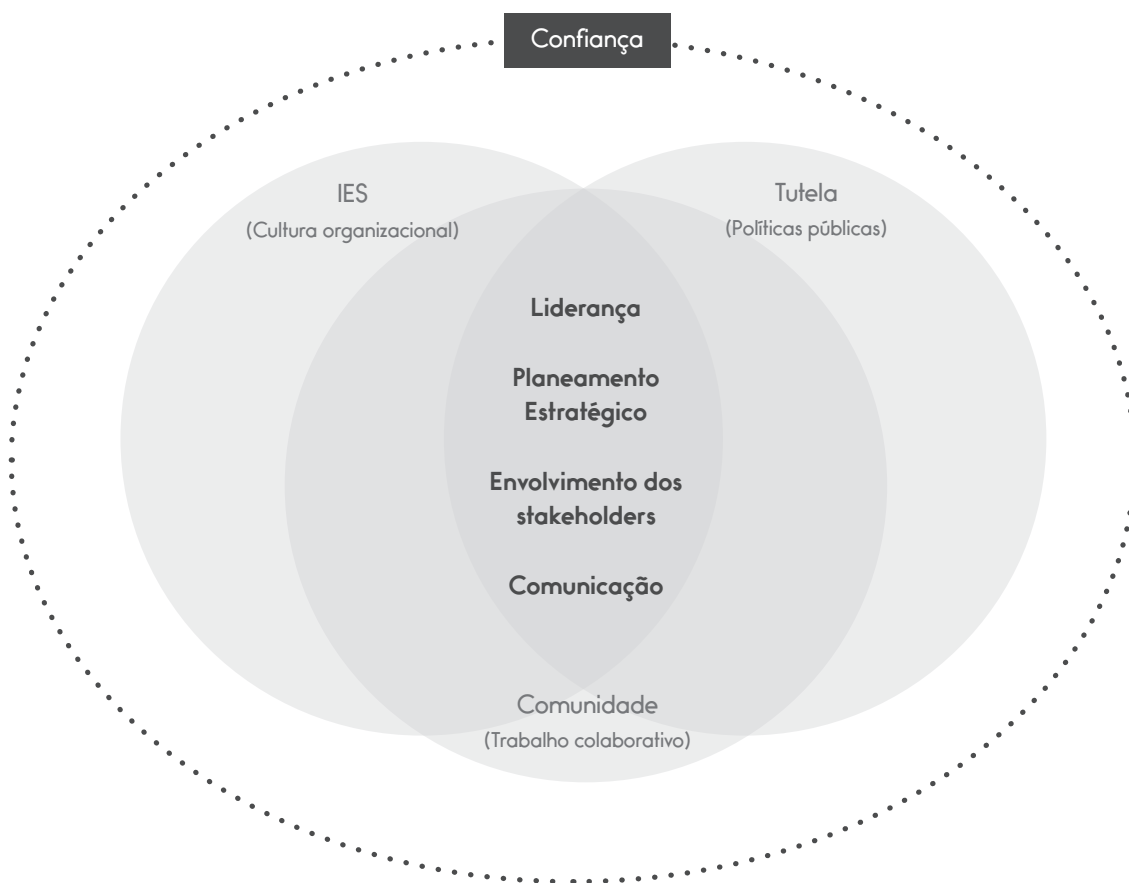 Confiança
IES
(Cultura organizacional)
Tutela
(Políticas públicas)
Liderança
Planeamento
Estratégico
Envolvimento dos
stakeholders
Comunicação
Comunidade
(Trabalho colaborativo)